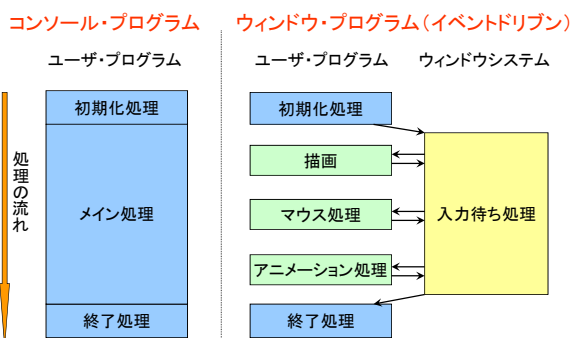 コンソール・プログラム
ウィンドウ・プログラム(イベントドリブン)
ユーザ・プログラム
ユーザ・プログラム
ウィンドウシステム
処理の流れ
初期化処理
メイン処理
終了処理
初期化処理
描画
マウス処理
アニメーション処理
終了処理
入力待ち処理